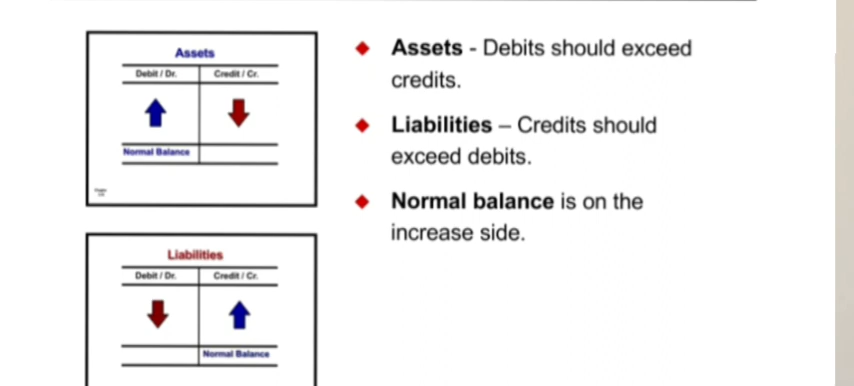 Assets
Debit / Dr. Credit / Cr.
Normal Balance
Liabilities
Debit / Dr. Credit / Cr.
Normal Balance
◆ Assets - Debits should exceed
credits.
◆ Liabilities – Credits should
exceed debits.
◆ Normal balance is on the
increase side.